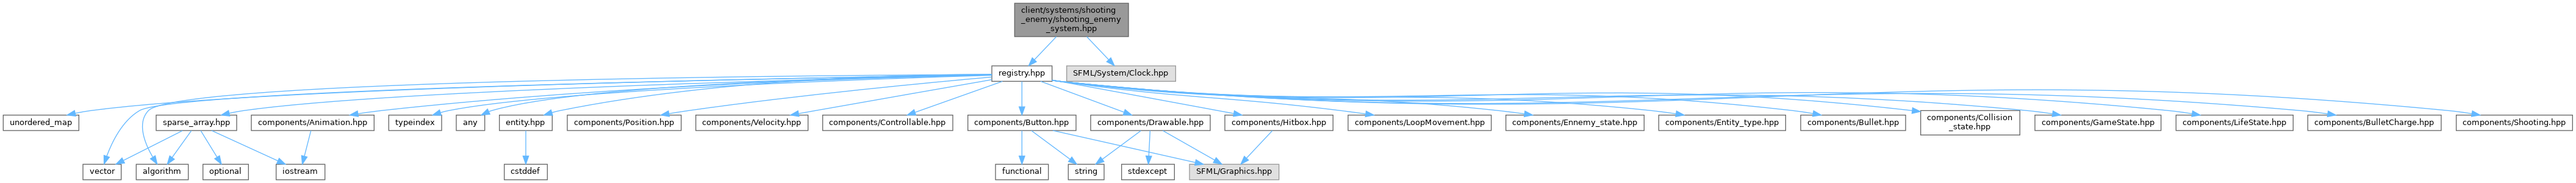 client/systems/shooting
_enemy/shooting_enemy
_system.hpp
registry.hpp
SFML/System/Clock.hpp
unordered_map
sparse_array.hpp
components/Animation.hpp
typeindex
any
entity.hpp
components/Position.hpp
components/Velocity.hpp
components/Controllable.hpp
components/Button.hpp
components/Drawable.hpp
components/Hitbox.hpp
components/LoopMovement.hpp
components/Ennemy_state.hpp
components/Entity_type.hpp
components/Bullet.hpp
components/Collision
_state.hpp
components/GameState.hpp
components/LifeState.hpp
components/BulletCharge.hpp
components/Shooting.hpp
vector
algorithm
optional
iostream
cstddef
functional
string
stdexcept
SFML/Graphics.hpp